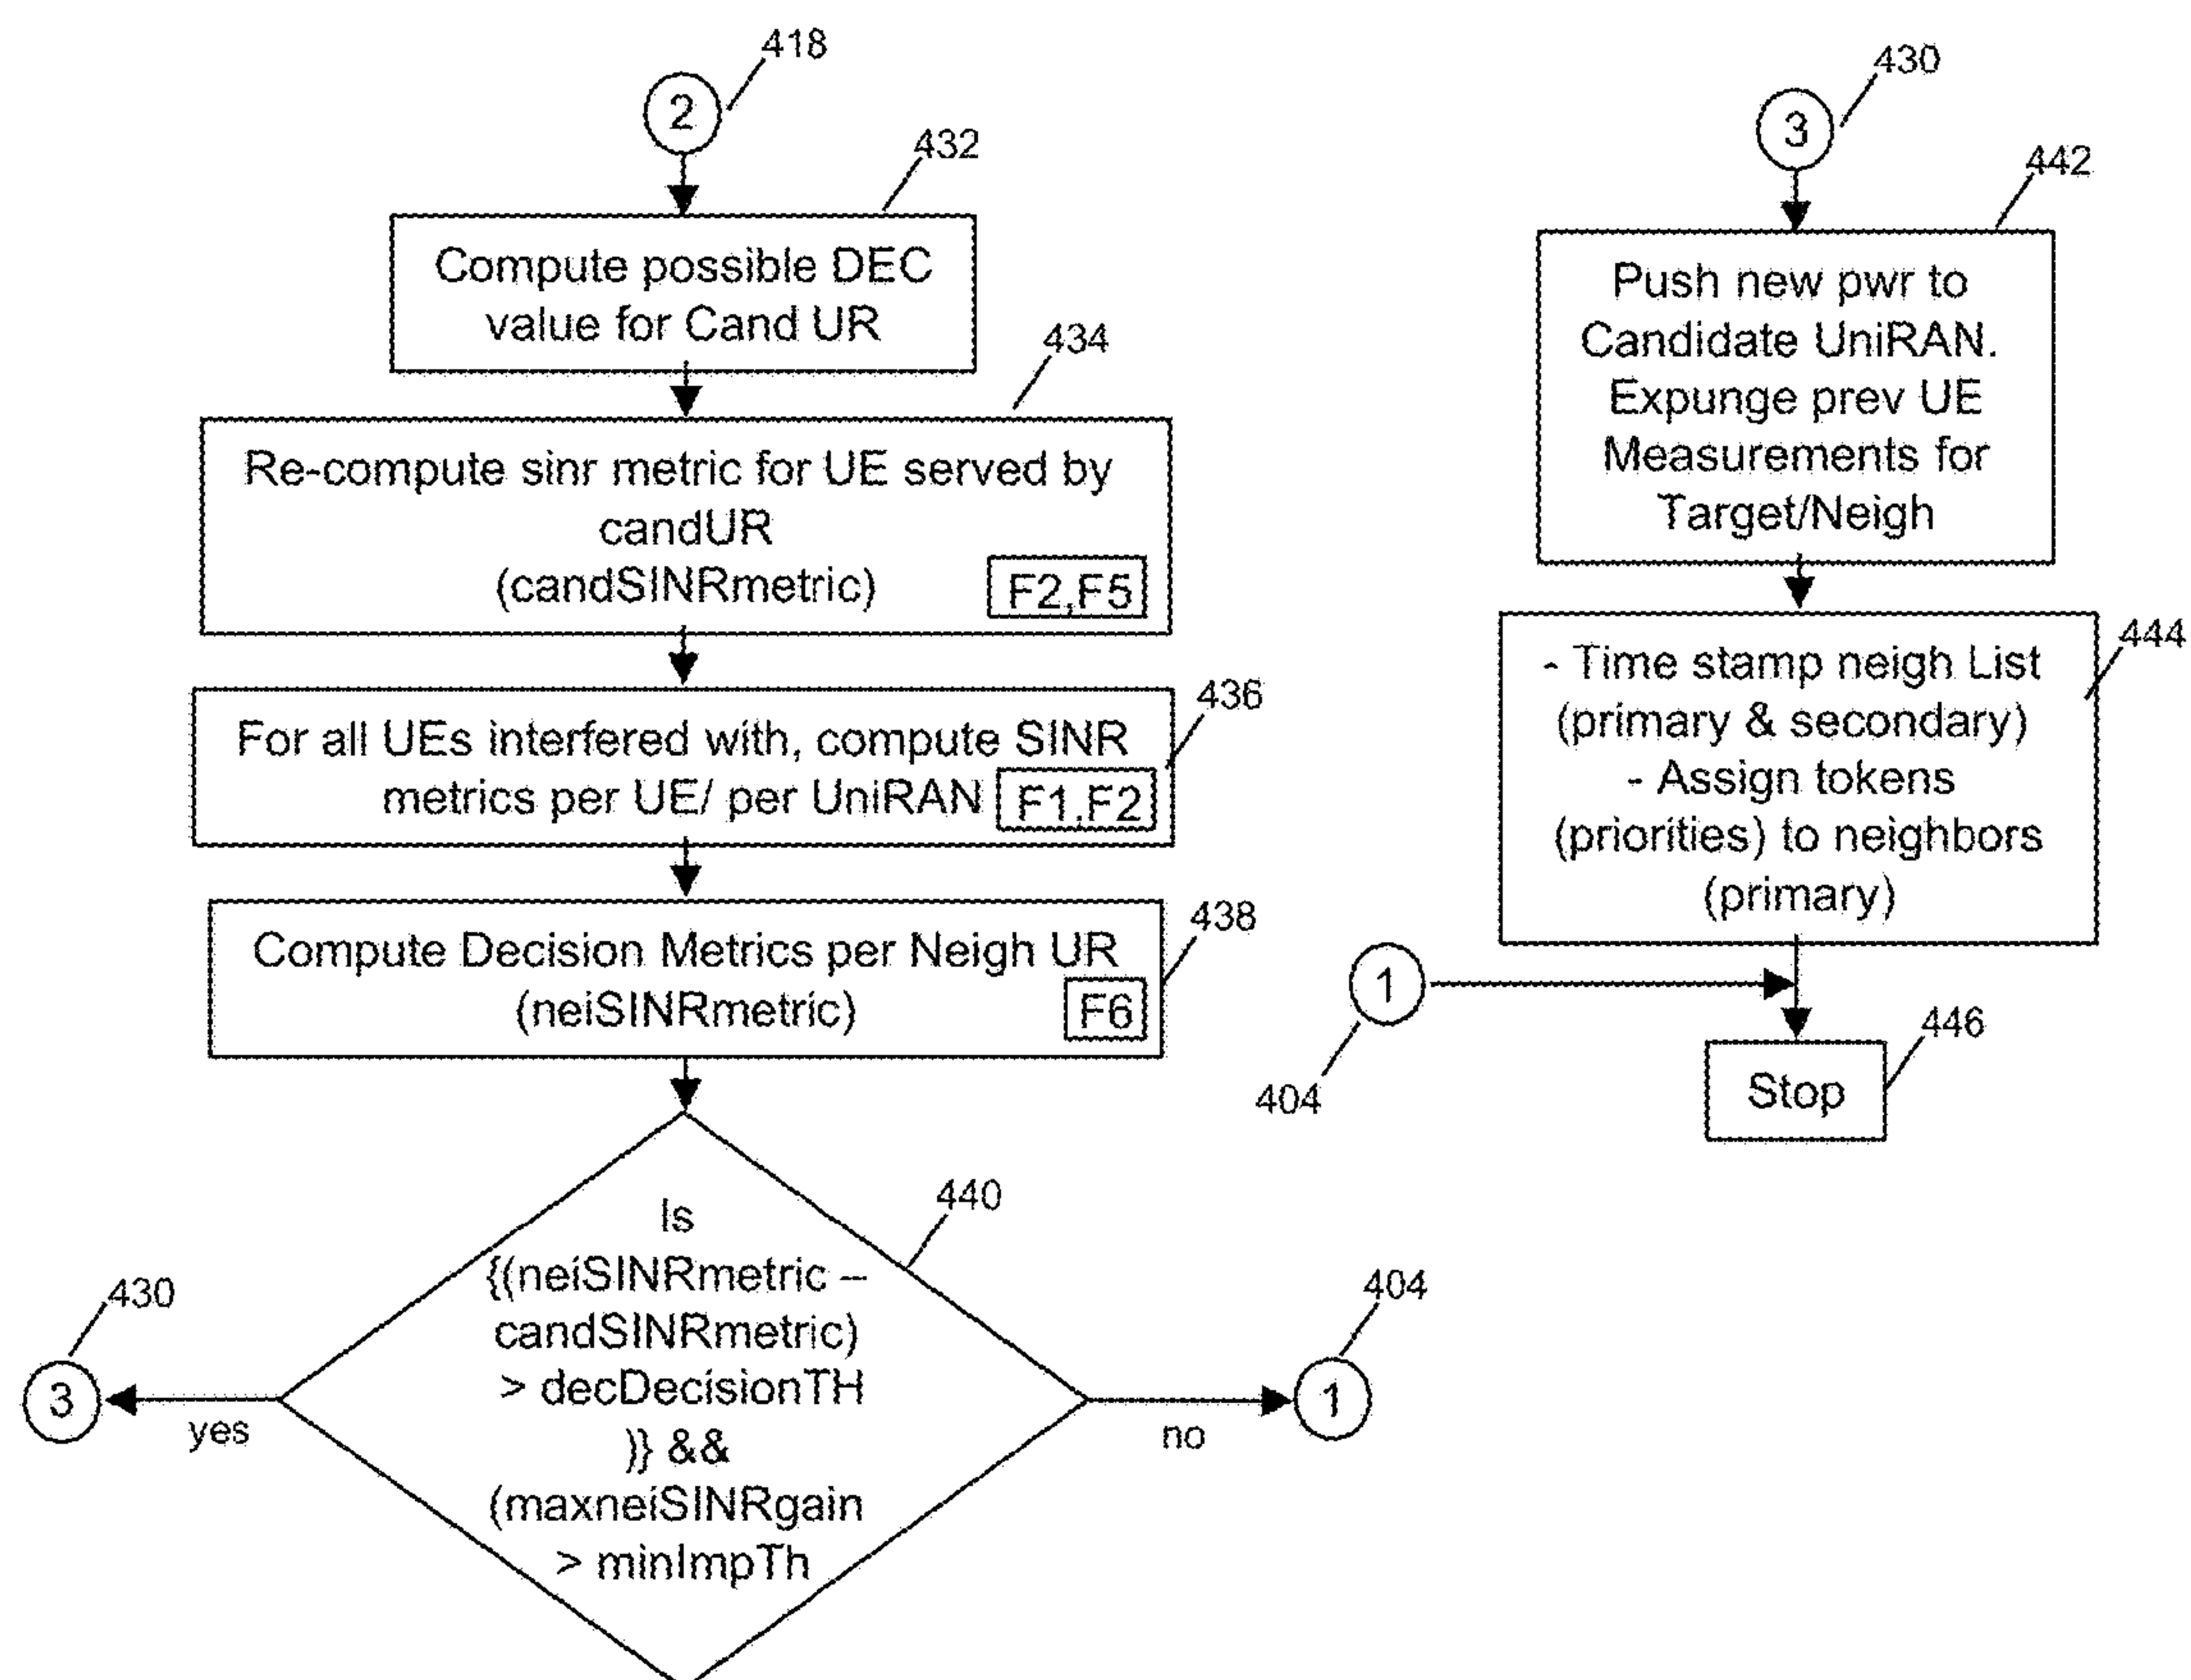 418
2
432
Compute possible DEC
value for Cand UR
434
Re-compute sinr metric for UE served by
candUR
(candSINRmetric)
F2,F5
436
For all UEs interfered with, compute SINR
metrics per UE/ per UniRAN
F1,F2
438
Compute Decision Metrics per Neigh UR
(neiSINRmetric)
F6
440
Is
{(neiSINRmetric –
candSINRmetric)
> decDecisionTH
)} &&
(maxneiSINRgain
> minImpTh
430
3
yes
404
1
no
430
3
442
Push new pwr to
Candidate UniRAN.
Expunge prev UE
Measurements for
Target/Neigh
444
- Time stamp neigh List
(primary & secondary)
- Assign tokens
(priorities) to neighbors
(primary)
1
404
446
Stop